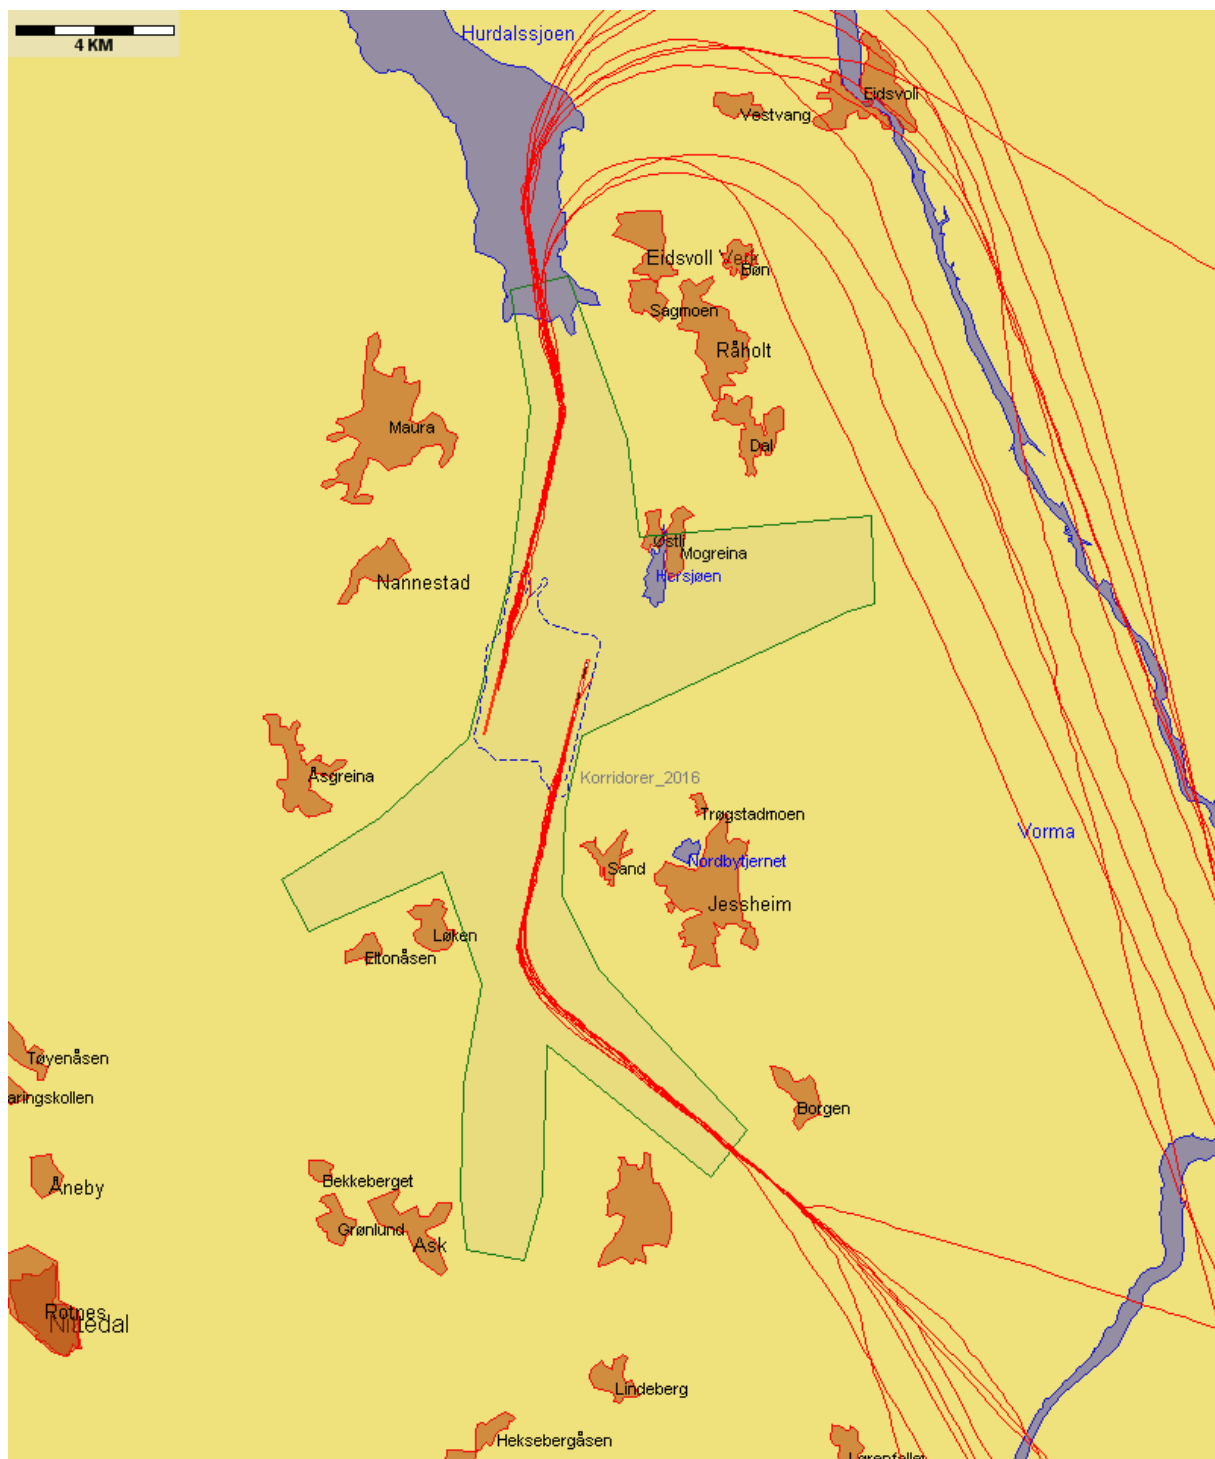 4 KM
Hurdalssjoen
Eidsvoll
Vestvang
Eidsvoll Verk
Bøn
Sagmoen
Råholt
Maura
Dal
Østli
Mogreina
Hersjøen
Nannestad
Åsgreina
Korridorer_2016
Trøgstadmoen
Vorma
Nordbytjernet
Sand
Jessheim
Løken
Eltonåsen
Tøyenåsen
aringskollen
Borgen
Åneby
Bekkeberget
Grønlund
Ask
Rotnes
Nittedal
Lindeberg
Heksebergåsen